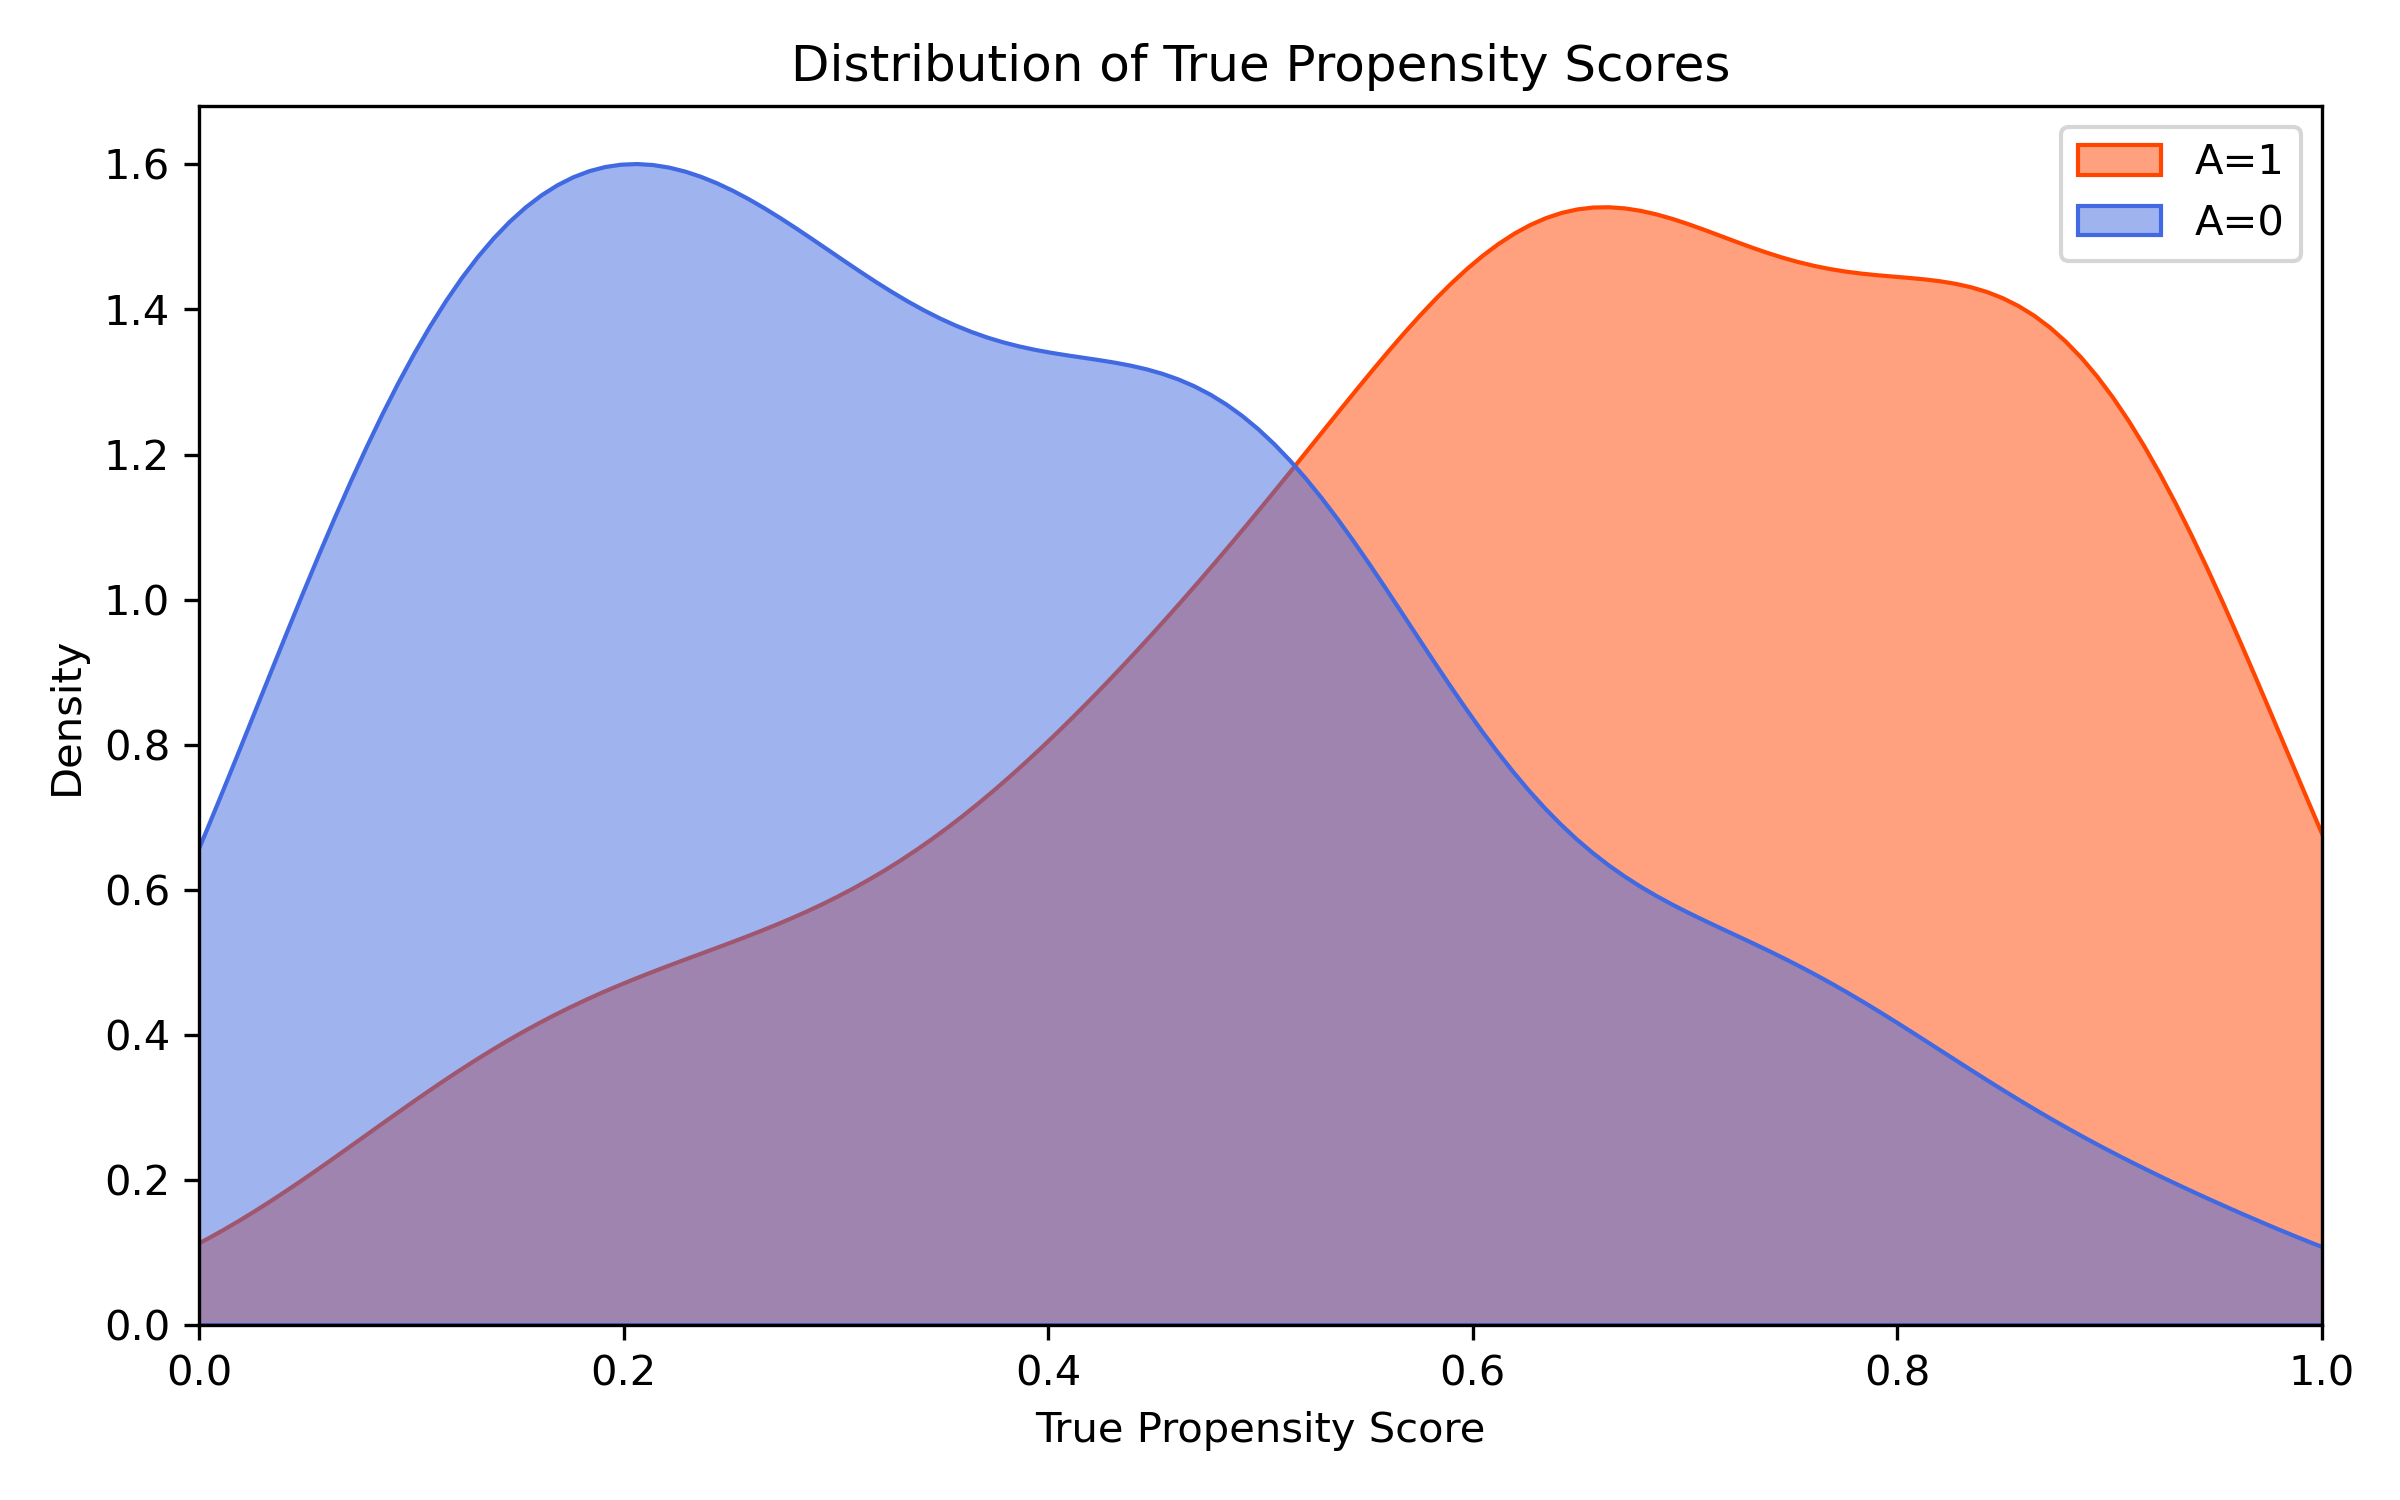 Distribution of True Propensity Scores
A=1
A=0
1.6
1.4
1.2
1.0
0.8
0.6
0.4
0.2
0.0
Density
0.0 0.2 0.4 0.6 0.8 1.0
True Propensity Score